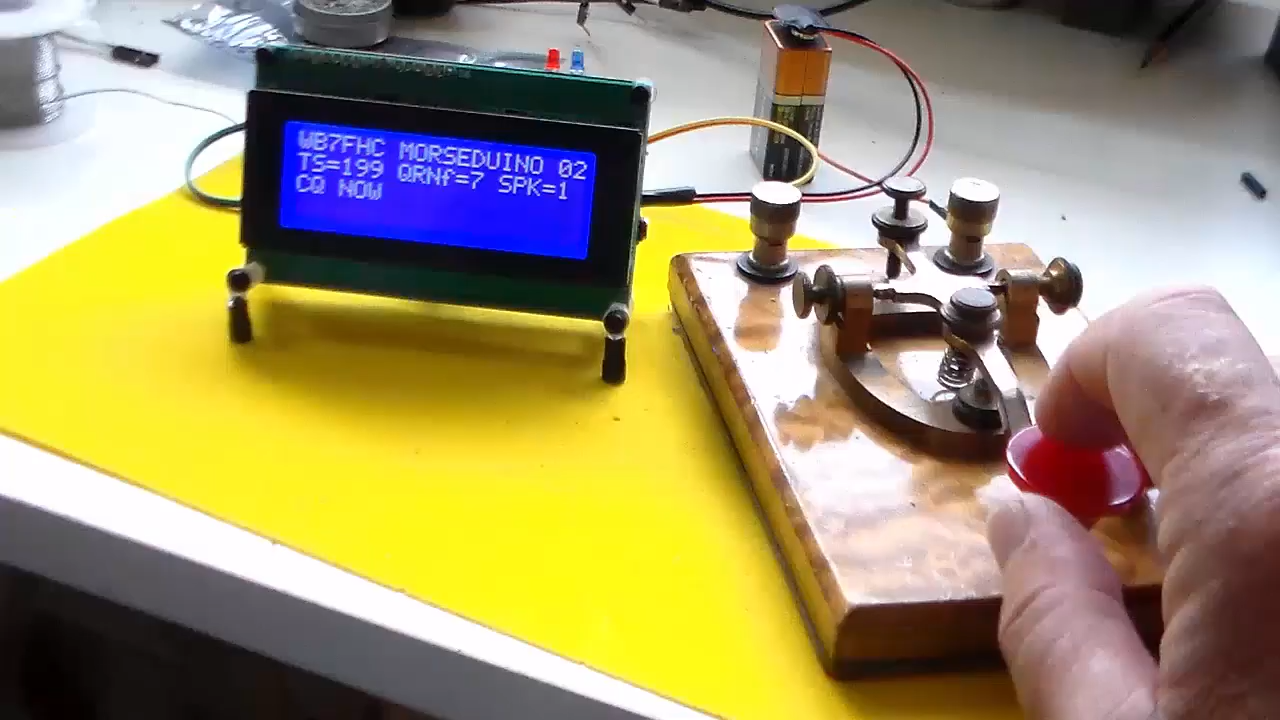 WB7FHC MORSEDUINO 02
TS=199 QRNf=7 SPK=1
CQ NOW